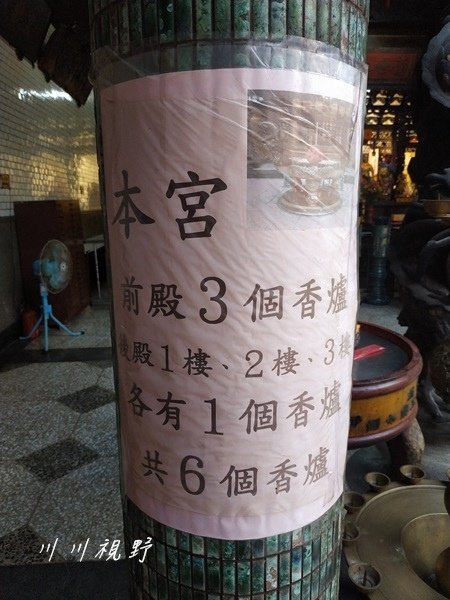 本宮
前殿3個香爐
後殿1樓、2樓、3樓
各有1個香爐
共6個香爐
川川視野